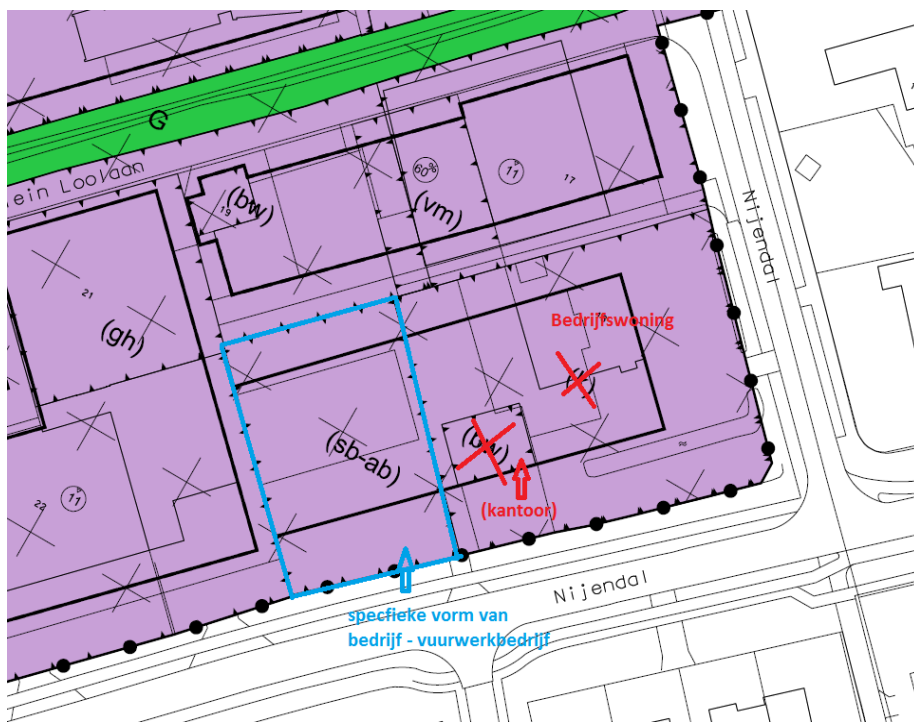 G
ein Loolaan
(bw)
19
60%
11
17
(vm)
Nijendal
21
(gh)
Bedrijfswoning
(sb-ab)
(bw)
(kantoor)
22
11
Nijendal
specfieke vorm van
bedrijf - vuurwerkbedrijf